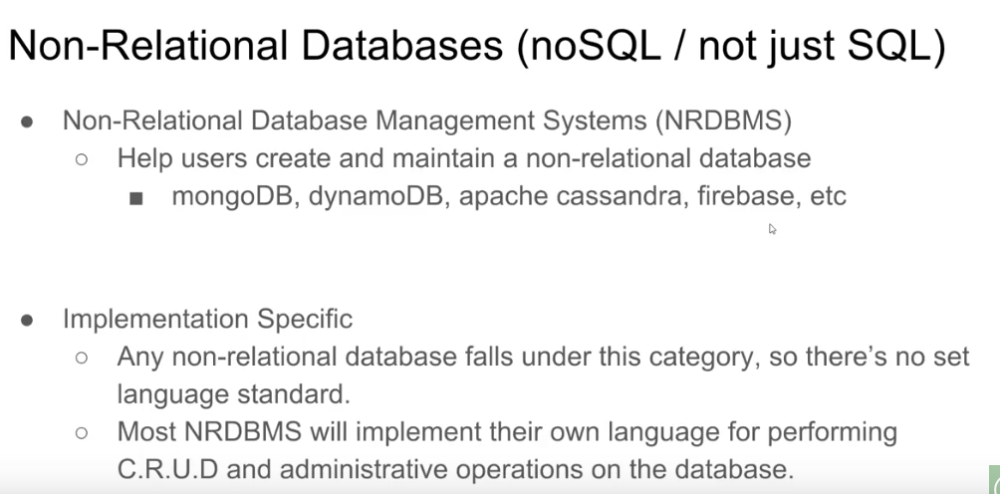 Non-Relational Databases (noSQL / not just SQL)
● Non-Relational Database Management Systems (NRDBMS)
○ Help users create and maintain a non-relational database
■ mongoDB, dynamoDB, apache cassandra, firebase, etc
● Implementation Specific
○ Any non-relational database falls under this category, so there’s no set
language standard.
○ Most NRDBMS will implement their own language for performing
C.R.U.D and administrative operations on the database.